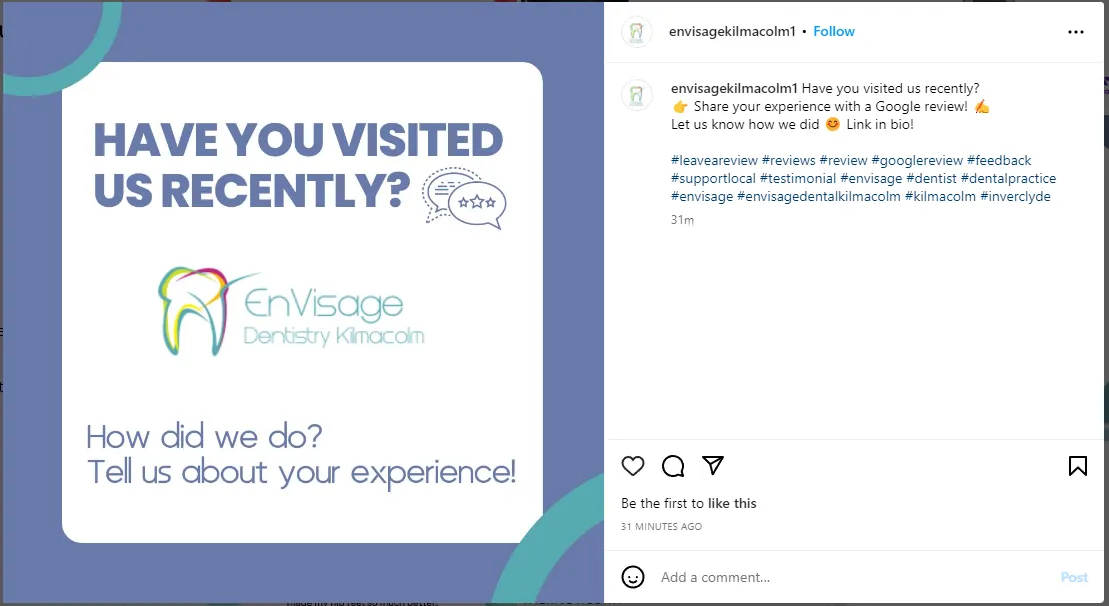 HAVE YOU VISITED
US RECENTLY?
EnVisage
Dentistry Kilmacolm
How did we do?
Tell us about your experience!
envisagekilmacolm1 • Follow
envisagekilmacolm1 Have you visited us recently?
👉 Share your experience with a Google review! ✍️
Let us know how we did 😊 Link in bio!
#leaveareview #reviews #review #googlereview #feedback
#supportlocal #testimonial #envisage #dentist #dentalpractice
#envisage #envisagedentalkilmacolm #kilmacolm #inverclyde
31m
Be the first to like this
31 MINUTES AGO
Add a comment... Post